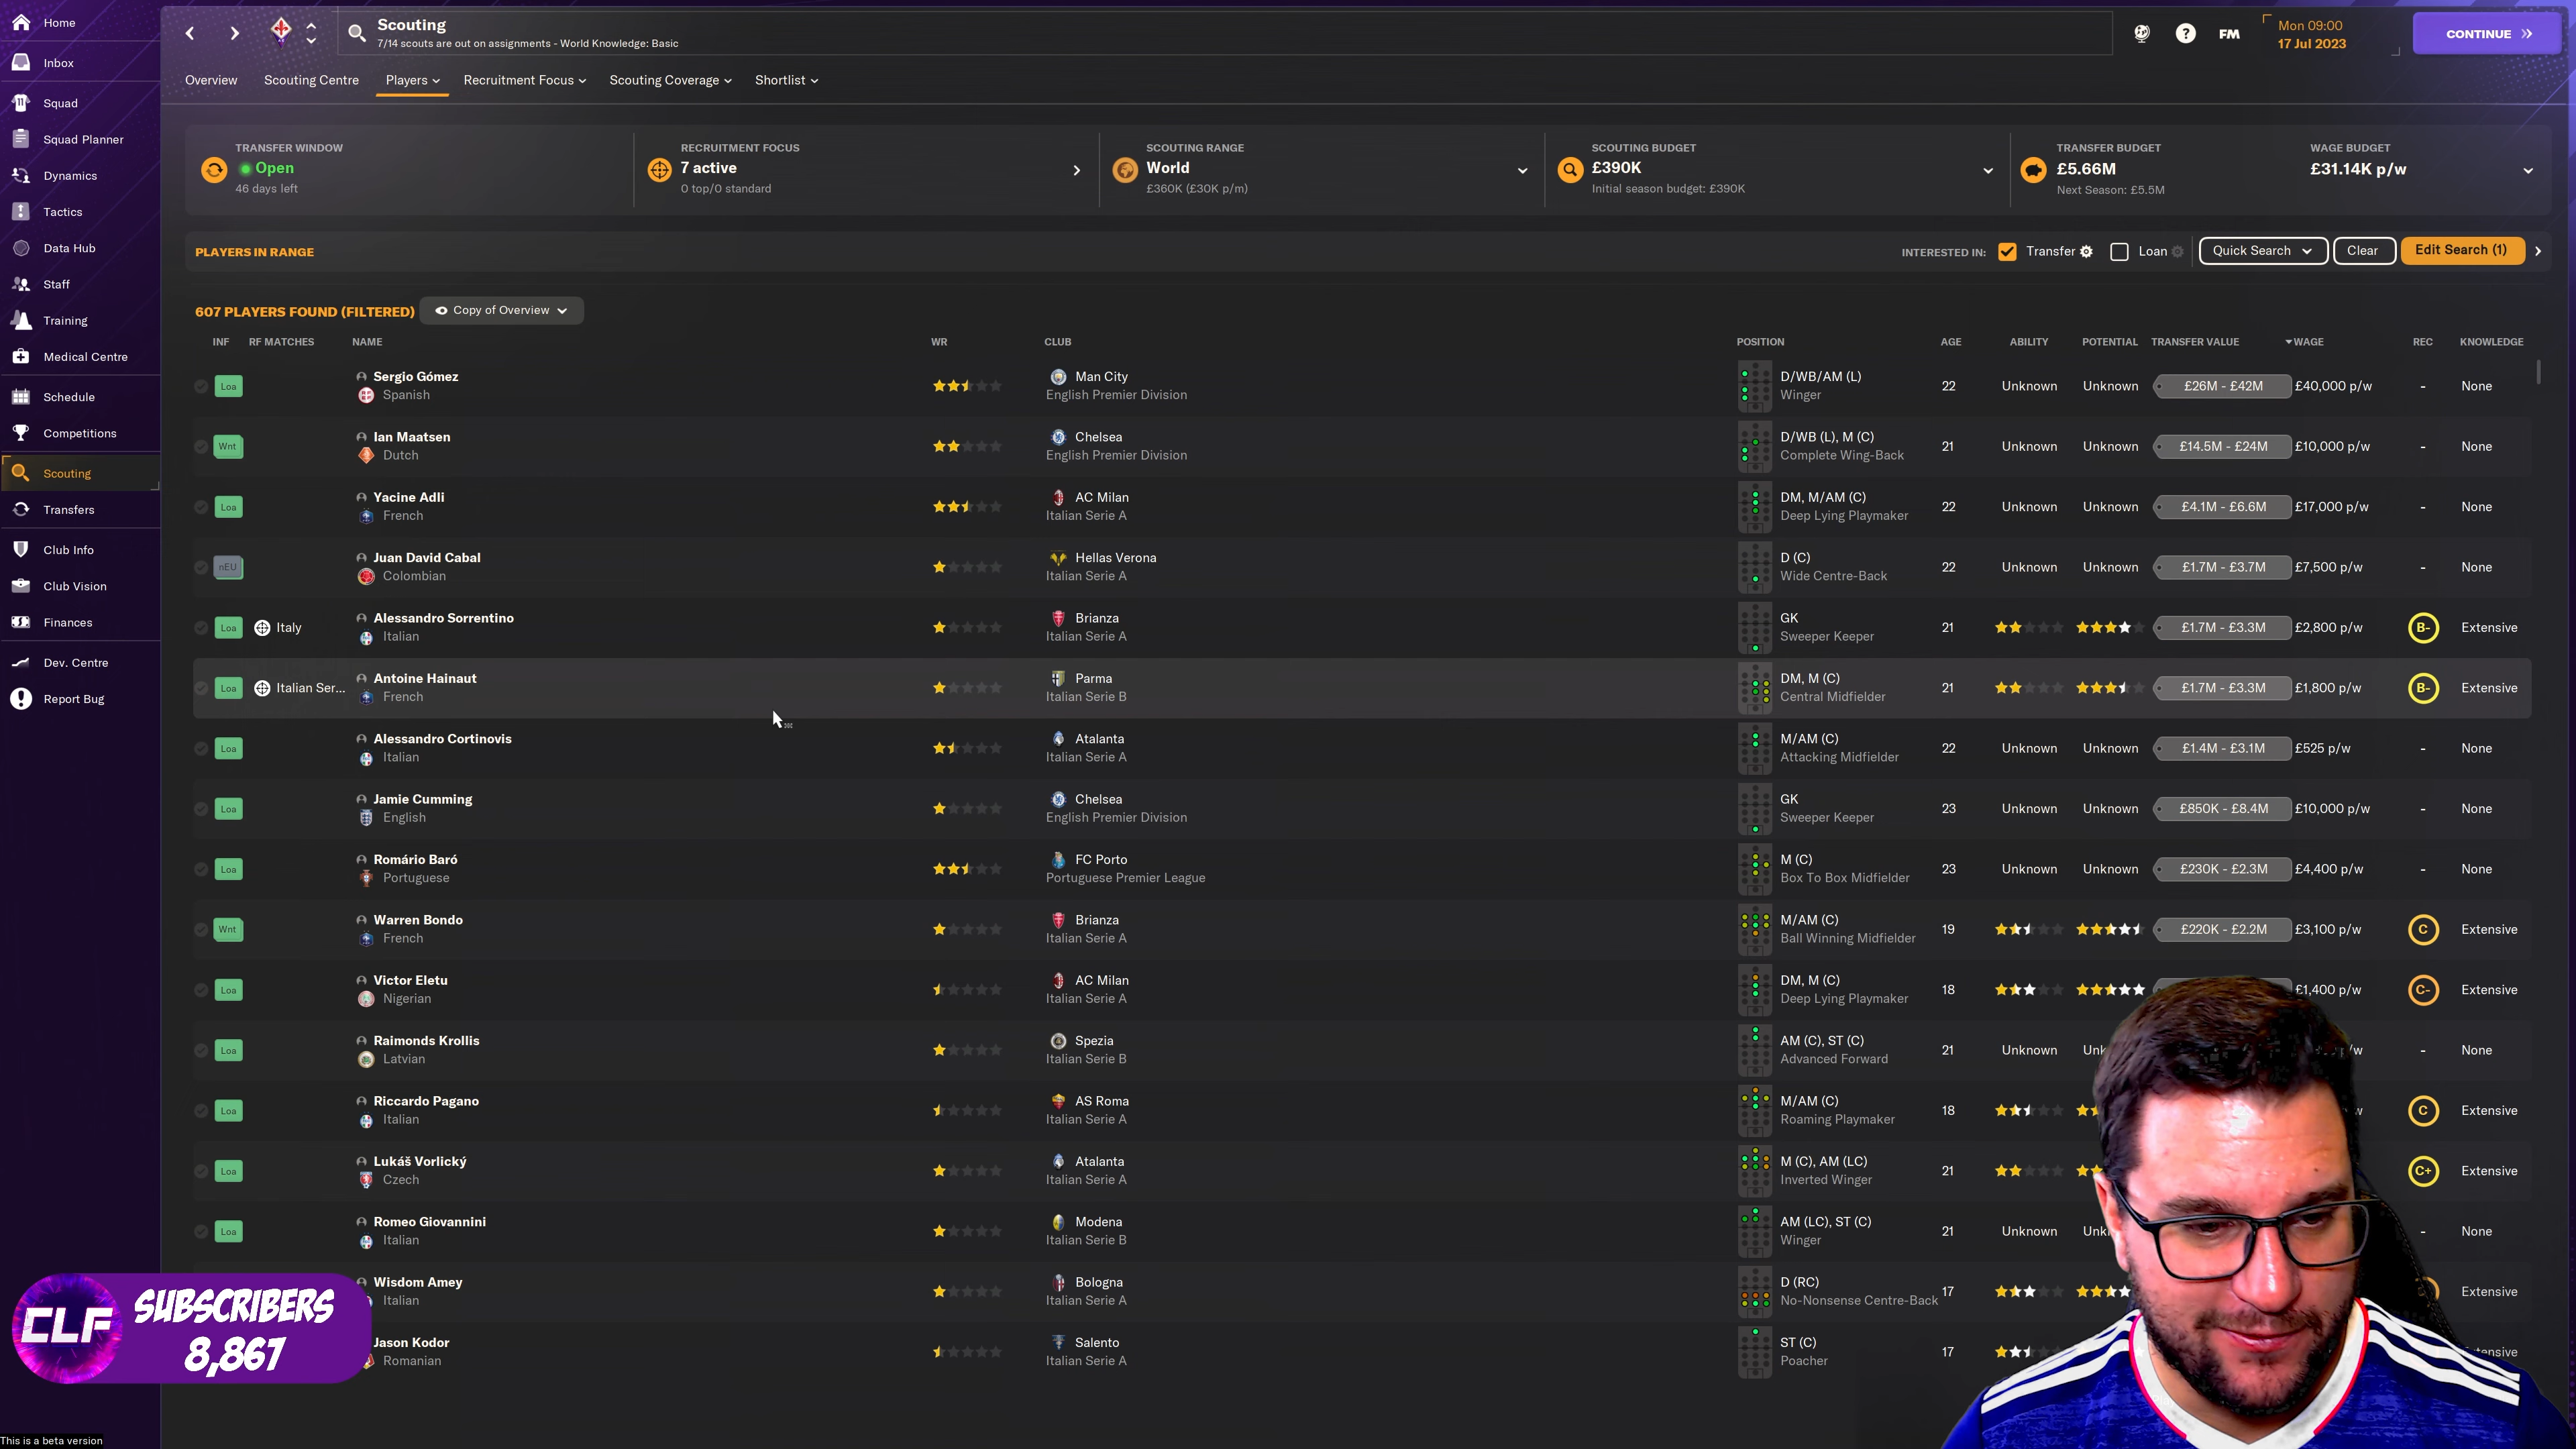 Home
Inbox
Squad
Squad Planner
Dynamics
Tactics
Data Hub
Staff
Training
Medical Centre
Schedule
Competitions
Scouting
Transfers
Club Info
Club Vision
Finances
Dev. Centre
Report Bug
Scouting
7/14 scouts are out on assignments - World Knowledge: Basic
FM
Mon 09:00
17 Jul 2023
CONTINUE
Overview Scouting Centre Players Recruitment Focus Scouting Coverage Shortlist
TRANSFER WINDOW
Open
46 days left
RECRUITMENT FOCUS
7 active
0 top/0 standard
SCOUTING RANGE
World
£360K (£30K p/m)
SCOUTING BUDGET
£390K
Initial season budget: £390K
TRANSFER BUDGET
£5.66M
Next Season: £5.5M
WAGE BUDGET
£31.14K p/w
PLAYERS IN RANGE
INTERESTED IN: Transfer Loan Quick Search Clear Edit Search (1)
607 PLAYERS FOUND (FILTERED) Copy of Overview
INF RF MATCHES NAME WR CLUB POSITION AGE ABILITY POTENTIAL TRANSFER VALUE WAGE REC KNOWLEDGE
Loa Sergio Gómez Man City D/WB/AM (L) 22 Unknown Unknown £26M - £42M £40,000 p/w - None
Spanish English Premier Division Winger
Wnt Ian Maatsen Chelsea D/WB (L), M (C) 21 Unknown Unknown £14.5M - £24M £10,000 p/w - None
Dutch English Premier Division Complete Wing-Back
Loa Yacine Adli AC Milan DM, M/AM (C) 22 Unknown Unknown £4.1M - £6.6M £17,000 p/w - None
French Italian Serie A Deep Lying Playmaker
nEU Juan David Cabal Hellas Verona D (C) 22 Unknown Unknown £1.7M - £3.7M £7,500 p/w - None
Colombian Italian Serie A Wide Centre-Back
Loa Italy Alessandro Sorrentino Brianza GK 21 £1.7M - £3.3M £2,800 p/w B- Extensive
Italian Italian Serie A Sweeper Keeper
Loa Italian Ser... Antoine Hainaut Parma DM, M (C) 21 £1.7M - £3.3M £1,800 p/w B- Extensive
French Italian Serie B Central Midfielder
Loa Alessandro Cortinovis Atalanta M/AM (C) 22 Unknown Unknown £1.4M - £3.1M £525 p/w - None
Italian Italian Serie A Attacking Midfielder
Loa Jamie Cumming Chelsea GK 23 Unknown Unknown £850K - £8.4M £10,000 p/w - None
English English Premier Division Sweeper Keeper
Loa Romário Baró FC Porto M (C) 23 Unknown Unknown £230K - £2.3M £4,400 p/w - None
Portuguese Portuguese Premier League Box To Box Midfielder
Wnt Warren Bondo Brianza M/AM (C) 19 £220K - £2.2M £3,100 p/w C Extensive
French Italian Serie A Ball Winning Midfielder
Loa Victor Eletu AC Milan DM, M (C) 18 £1,400 p/w C- Extensive
Nigerian Italian Serie A Deep Lying Playmaker
Loa Raimonds Krollis Spezia AM (C), ST (C) 21 Unknown Unk /w - None
Latvian Italian Serie B Advanced Forward
Loa Riccardo Pagano AS Roma M/AM (C) 18 w C Extensive
Italian Italian Serie A Roaming Playmaker
Loa Lukáš Vorlický Atalanta M (C), AM (LC) 21 C+ Extensive
Czech Italian Serie A Inverted Winger
Loa Romeo Giovannini Modena AM (LC), ST (C) 21 Unknown Unk - None
Italian Italian Serie B Winger
Wisdom Amey Bologna D (RC) 17 Extensive
Italian Italian Serie A No-Nonsense Centre-Back
Jason Kodor Salento ST (C) 17 tensive
Romanian Italian Serie A Poacher
CLF SUBSCRIBERS
8,867
This is a beta version